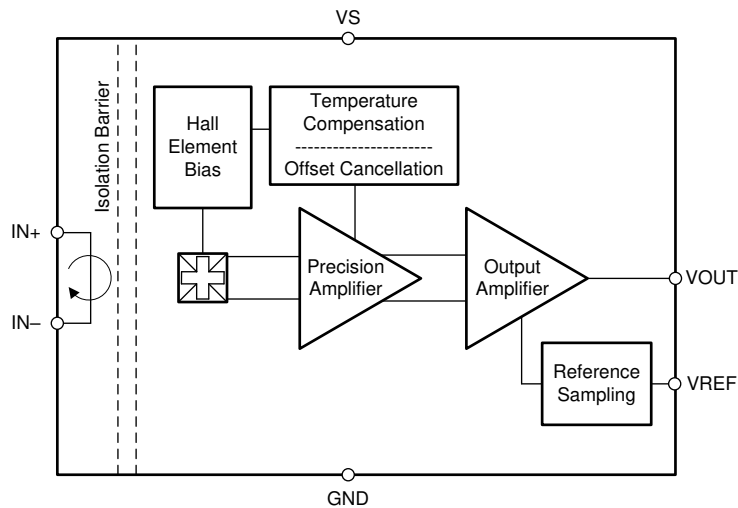 VS
Isolation Barrier
Hall
Element
Bias
Temperature
Compensation
Offset Cancellation
IN+
IN–
Precision
Amplifier
Output
Amplifier
VOUT
Reference
Sampling
VREF
GND